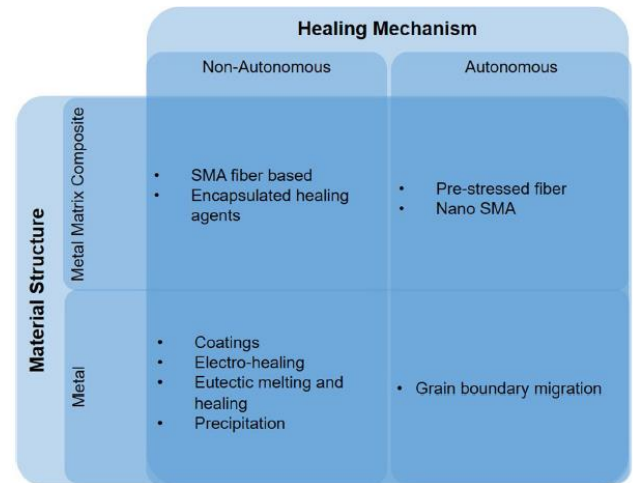 Healing Mechanism
Non-Autonomous
Autonomous
Material Structure
Metal Matrix Composite
• SMA fiber based
• Encapsulated healing
agents
• Pre-stressed fiber
• Nano SMA
Metal
• Coatings
• Electro-healing
• Eutectic melting and
healing
• Precipitation
• Grain boundary migration